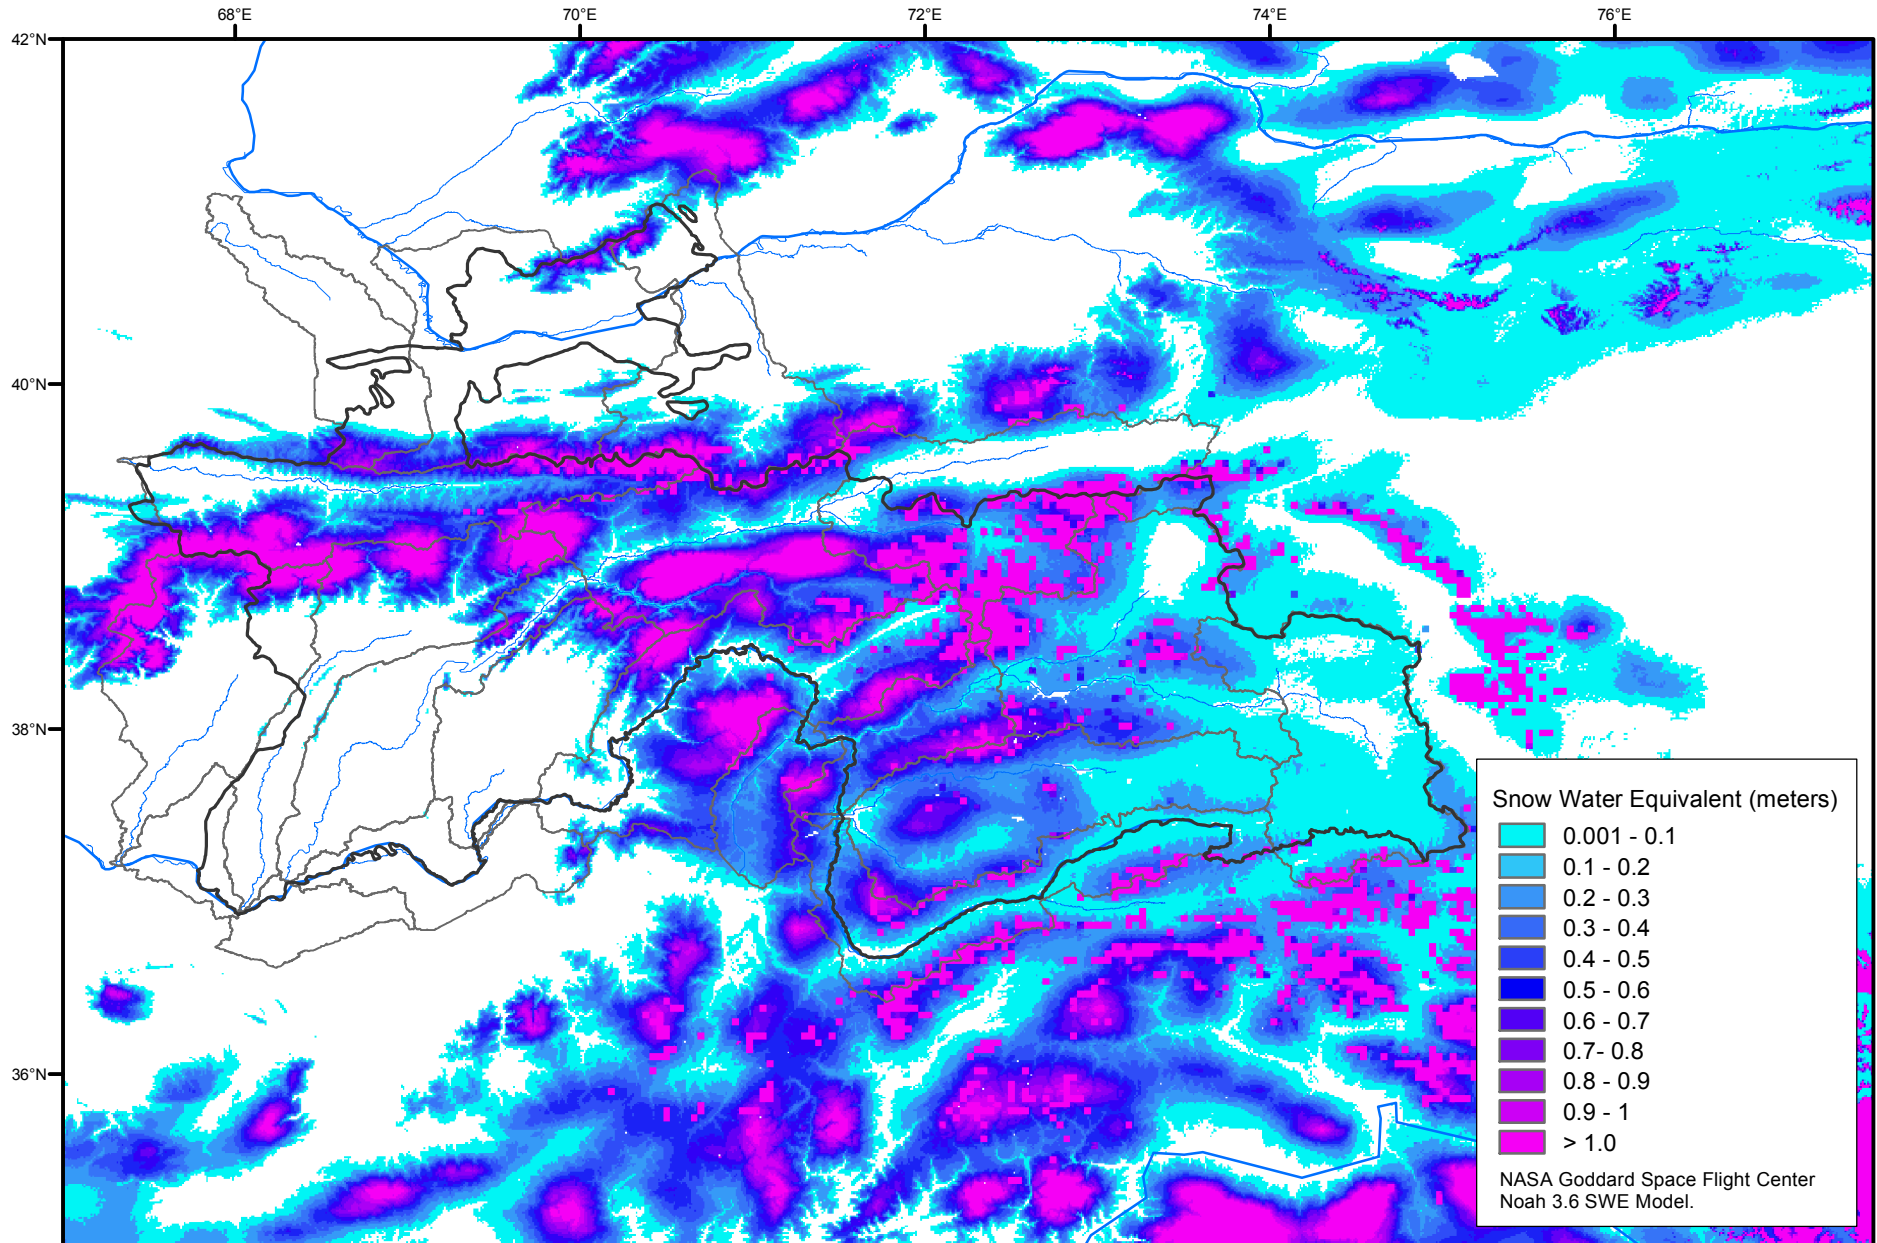 68°E
70°E
72°E
74°E
76°E
42°N
40°N
38°N
36°N
Snow Water Equivalent (meters)
0.001 - 0.1
0.1 - 0.2
0.2 - 0.3
0.3 - 0.4
0.4 - 0.5
0.5 - 0.6
0.6 - 0.7
0.7- 0.8
0.8 - 0.9
0.9 - 1
> 1.0
NASA Goddard Space Flight Center
Noah 3.6 SWE Model.